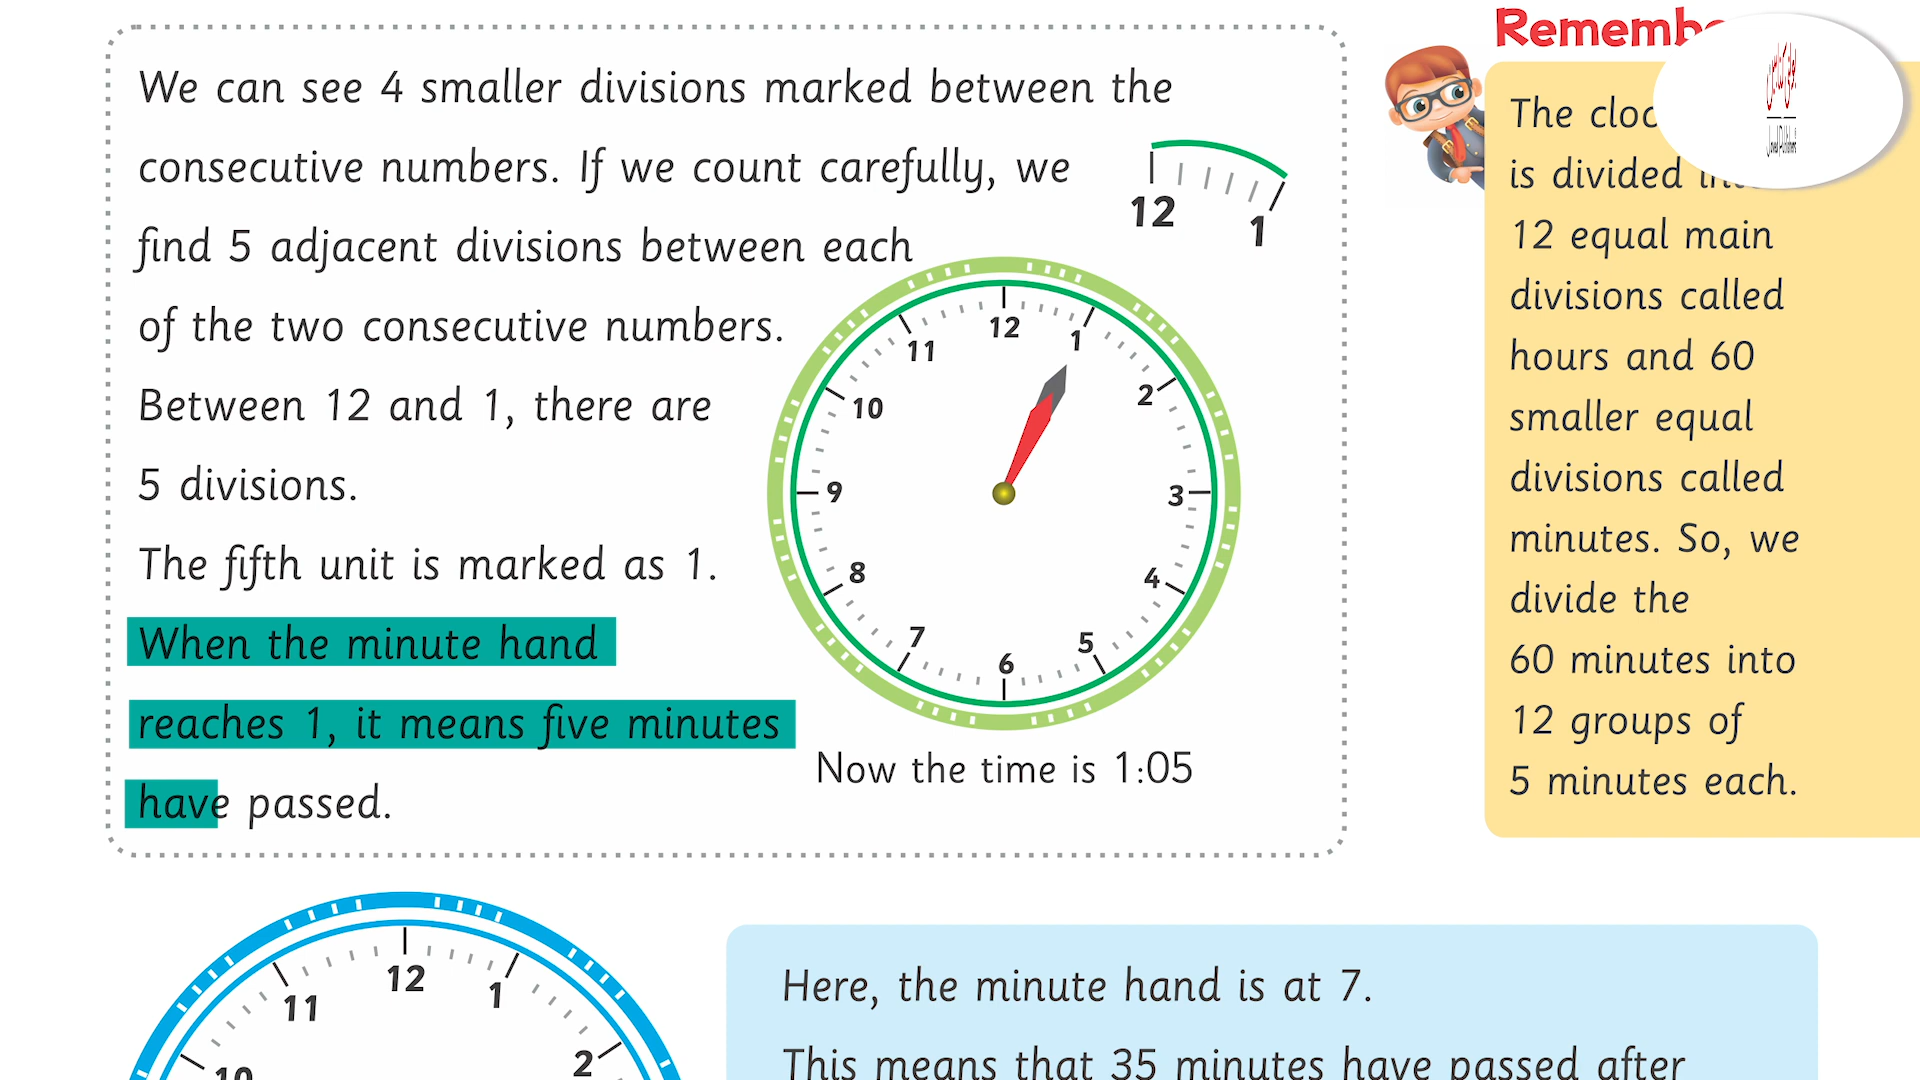 We can see 4 smaller divisions marked between the
consecutive numbers. If we count carefully, we
find 5 adjacent divisions between each
of the two consecutive numbers.
Between 12 and 1, there are
5 divisions.
The fifth unit is marked as 1.
When the minute hand
reaches 1, it means five minutes
have passed.
12
1
12
1
2
3
4
5
6
7
8
9
10
11
Now the time is 1:05
The
is divided
12 equal main
divisions called
hours and 60
smaller equal
divisions called
minutes. So, we
divide the
60 minutes into
12 groups of
5 minutes each.
12
1
2
10
11
Here, the minute hand is at 7.
This means that 35 minutes have passed after